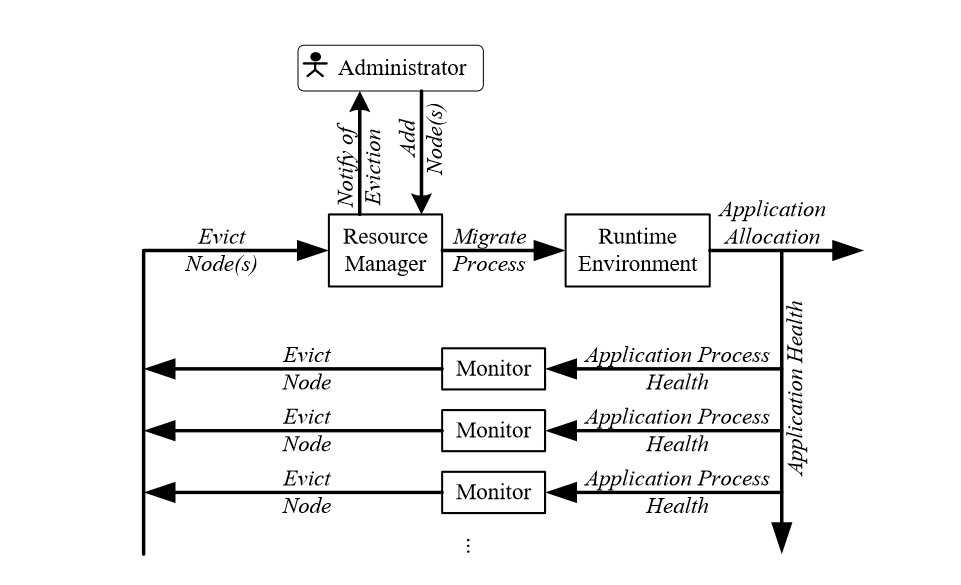 Administrator
Notify of
Eviction
Add
Node(s)
Evict
Node(s)
Resource
Manager
Migrate
Process
Runtime
Environment
Application
Allocation
Application Health
Evict
Node
Monitor
Application Process
Health
Evict
Node
Monitor
Application Process
Health
Evict
Node
Monitor
Application Process
Health
⋮